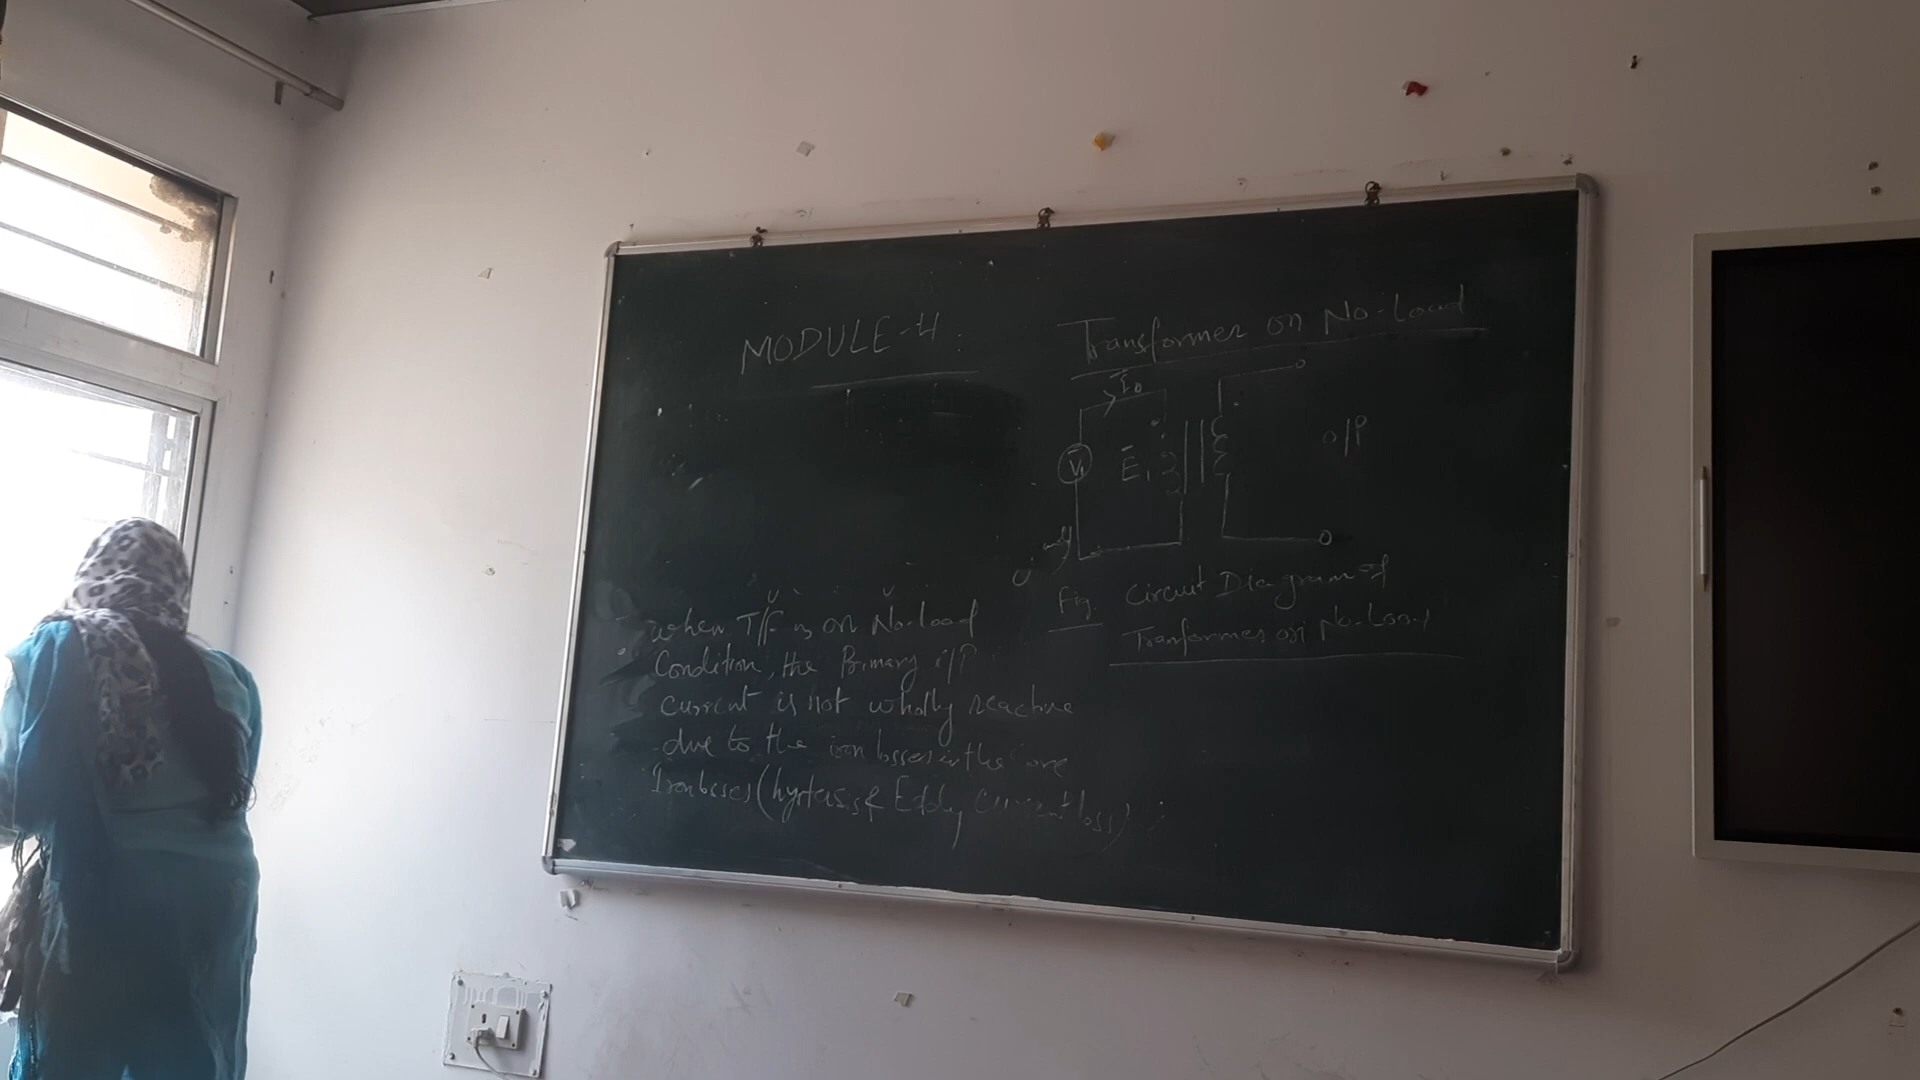 MODULE-4
Transformer on No-Load
I0
V1
E1
O/P
Fig. Circuit Diagram of
Tranformer on No-Load
when T/F is on No-load
Condition, the Primary i/P
current is not wholly reactive
due to the iron losses in the core
Iron losses (hyrtesis & Eddy Current loss)